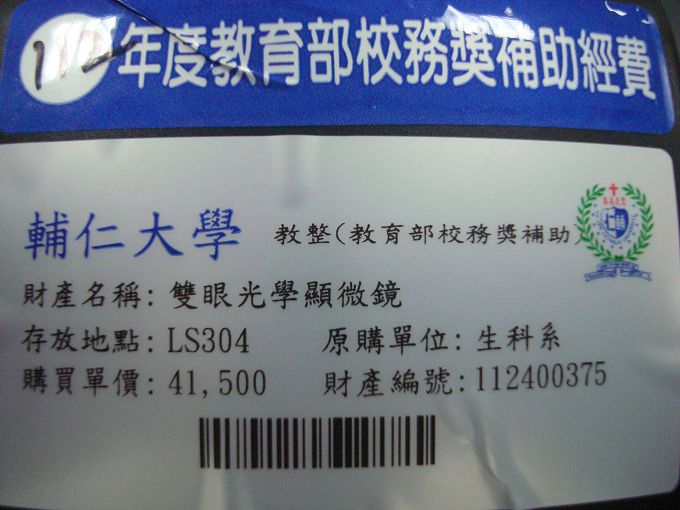 112年度教育部校務獎補助經費
輔仁大學 教整(教育部校務獎補助)
財產名稱: 雙眼光學顯微鏡
存放地點: LS304 原購單位: 生科系
購買單價: 41,500 財產編號:112400375